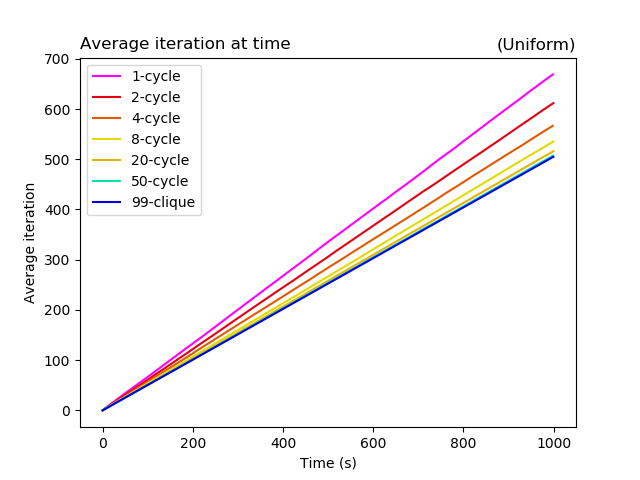 Average iteration at time (Uniform)
700
600
500
400
300
200
100
0
Average iteration
1-cycle
2-cycle
4-cycle
8-cycle
20-cycle
50-cycle
99-clique
0 200 400 600 800 1000
Time (s)